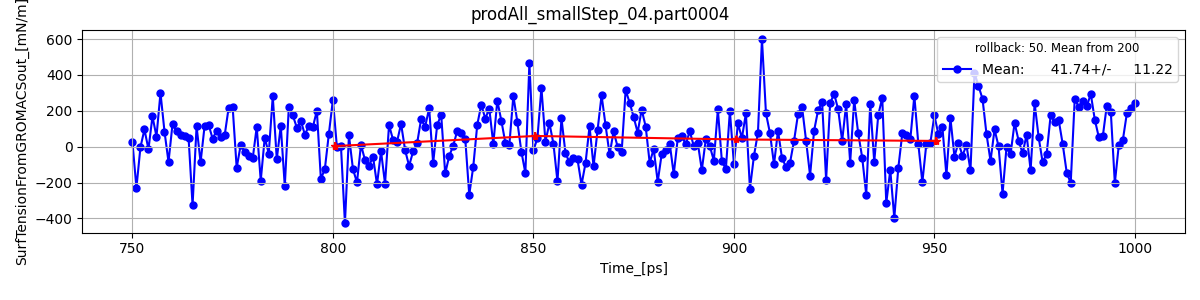 prodAll_smallStep_04.part0004
SurfTensionFromGROMACSout_[mN/m]
600
400
200
0
−200
−400
rollback: 50. Mean from 200
Mean: 41.74+/- 11.22
750
800
850
900
950
1000
Time_[ps]